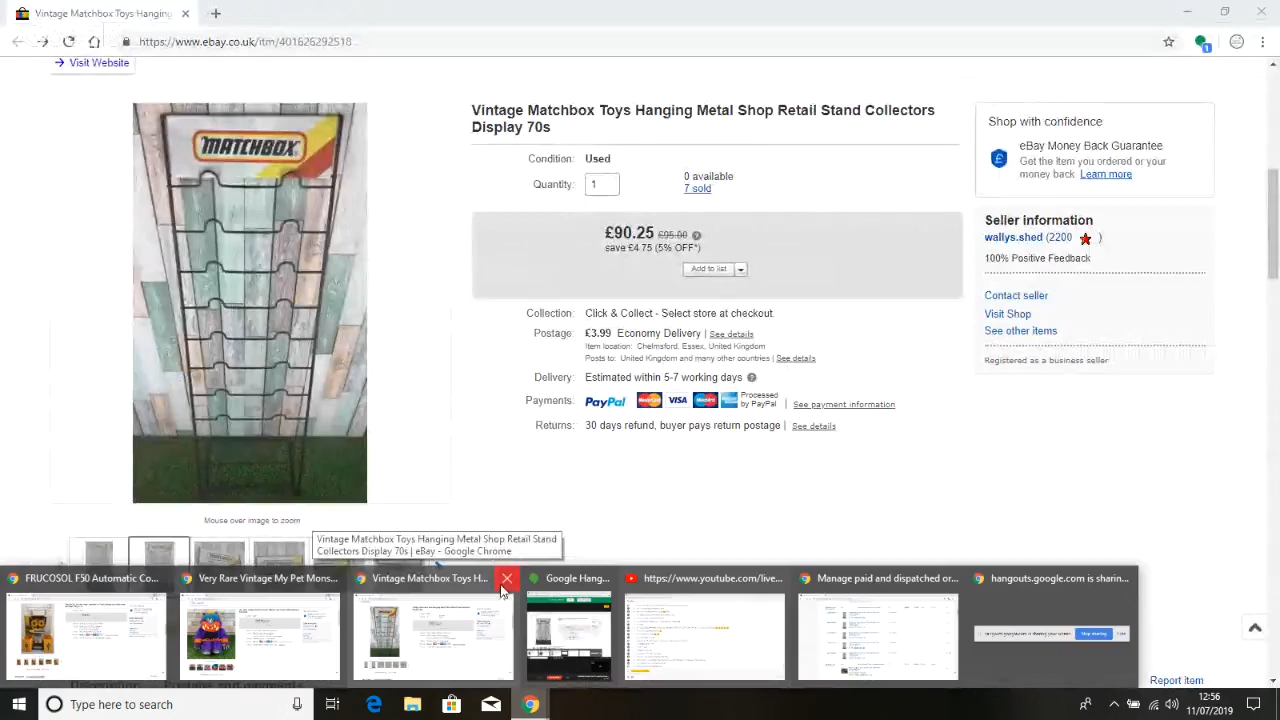 Vintage Matchbox Toys Hanging
https://www.ebay.co.uk/itm/401626292518
1
→ Visit Website
MATCHBOX
Vintage Matchbox Toys Hanging Metal Shop Retail Stand Collectors
Display 70s
Condition: Used
Quantity: 1
0 available
7 sold
£90.25 £95.00
save £4.75 (5% OFF*)
Add to list
Collection: Click & Collect - Select store at checkout.
Postage: £3.99 Economy Delivery | See details
Item location: Chelmsford, Essex, United Kingdom
Posts to: United Kingdom and many other countries | See details
Delivery: Estimated within 5-7 working days
Payments: PayPal VISA Processed by PayPal | See payment information
Returns: 30 days refund, buyer pays return postage | See details
Shop with confidence
eBay Money Back Guarantee
Get the item you ordered or your
money back. Learn more
Seller information
wallys.shed (2200 )
100% Positive Feedback
Contact seller
Visit Shop
See other items
Registered as a business seller
Mouse over image to zoom
Vintage Matchbox Toys Hanging Metal Shop Retail Stand
Collectors Display 70s | eBay - Google Chrome
FRUCOSOL F50 Automatic Co...
Very Rare Vintage My Pet Mons...
Vintage Matchbox Toys H...
Google Hang...
https://www.youtube.com/live...
Manage paid and dispatched or...
hangouts.google.com is sharin...
Stop sharing
Report item
Type here to search
12:56
11/07/2019